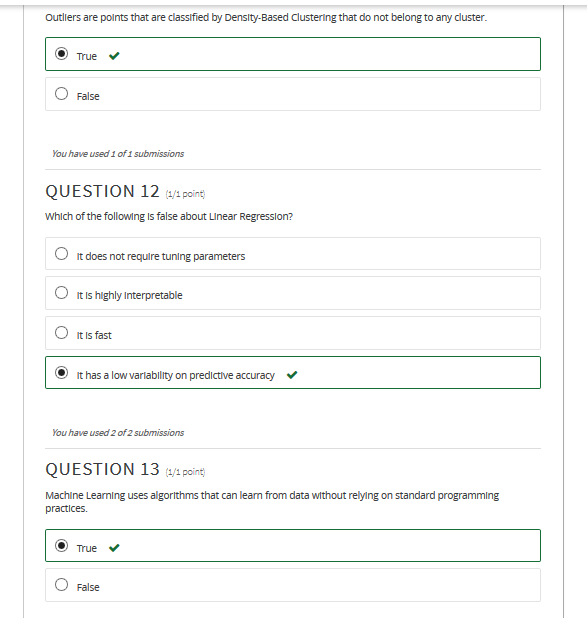 Outliers are points that are classified by Density-Based Clustering that do not belong to any cluster.
True
False
You have used 1 of 1 submissions
QUESTION 12 (1/1 point)
Which of the following is false about Linear Regression?
It does not require tuning parameters
It is highly interpretable
It is fast
It has a low variability on predictive accuracy
You have used 2 of 2 submissions
QUESTION 13 (1/1 point)
Machine Learning uses algorithms that can learn from data without relying on standard programming
practices.
True
False